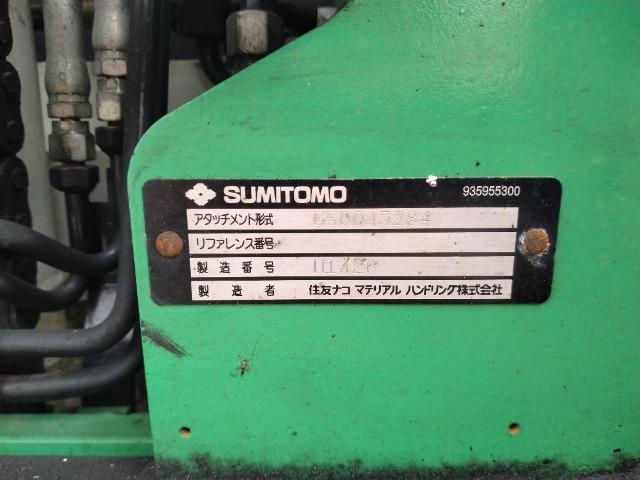 SUMITOMO 935955300
アタッチメント形式
リファレンス番号
製造番号
製造者 住友ナコ マテリアル ハンドリング株式会社